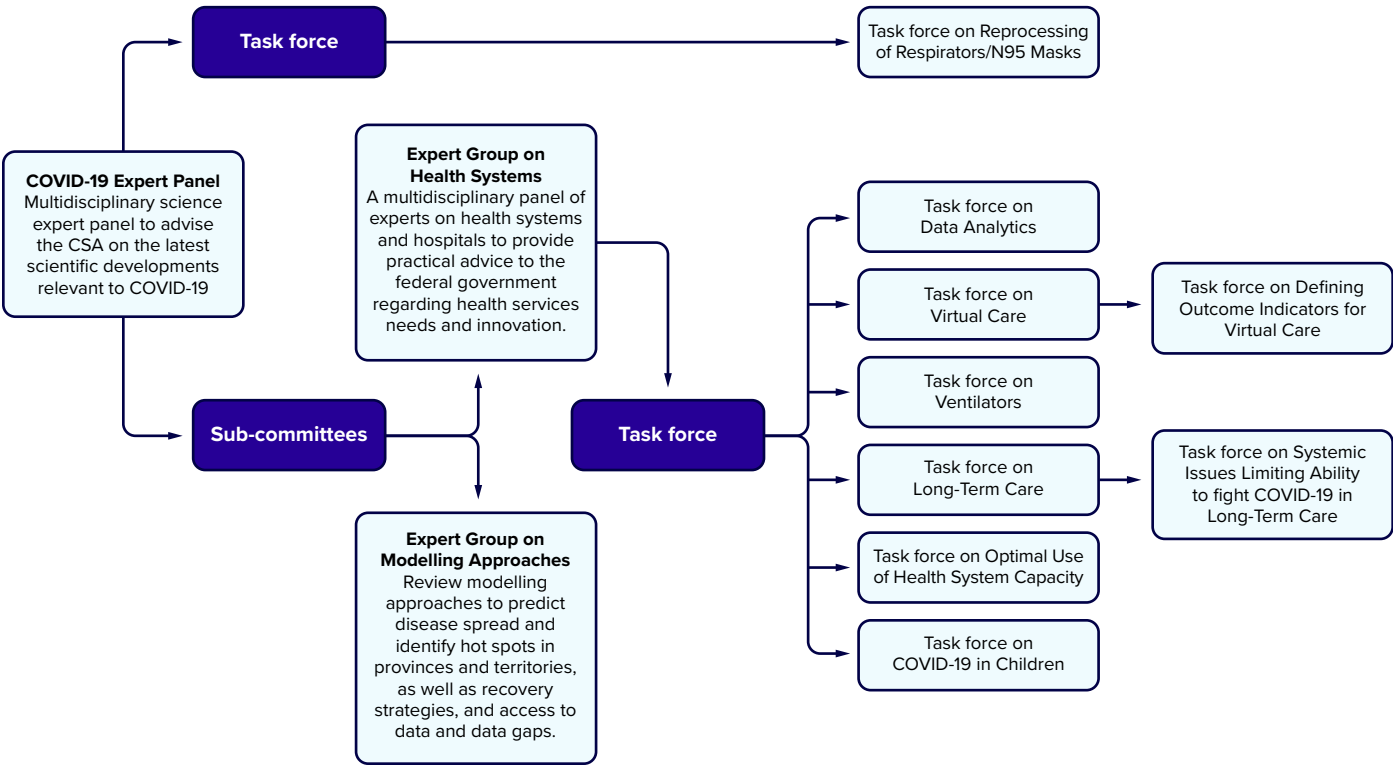 Task force
Task force on Reprocessing
of Respirators/N95 Masks
COVID-19 Expert Panel
Multidisciplinary science
expert panel to advise
the CSA on the latest
scientific developments
relevant to COVID-19
Expert Group on
Health Systems
A multidisciplinary panel of
experts on health systems
and hospitals to provide
practical advice to the
federal government
regarding health services
needs and innovation.
Sub-committees
Expert Group on
Modelling Approaches
Review modelling
approaches to predict
disease spread and
identify hot spots in
provinces and territories,
as well as recovery
strategies, and access to
data and data gaps.
Task force
Task force on
Data Analytics
Task force on
Virtual Care
Task force on Defining
Outcome Indicators for
Virtual Care
Task force on
Ventilators
Task force on
Long-Term Care
Task force on Systemic
Issues Limiting Ability
to fight COVID-19 in
Long-Term Care
Task force on Optimal Use
of Health System Capacity
Task force on
COVID-19 in Children